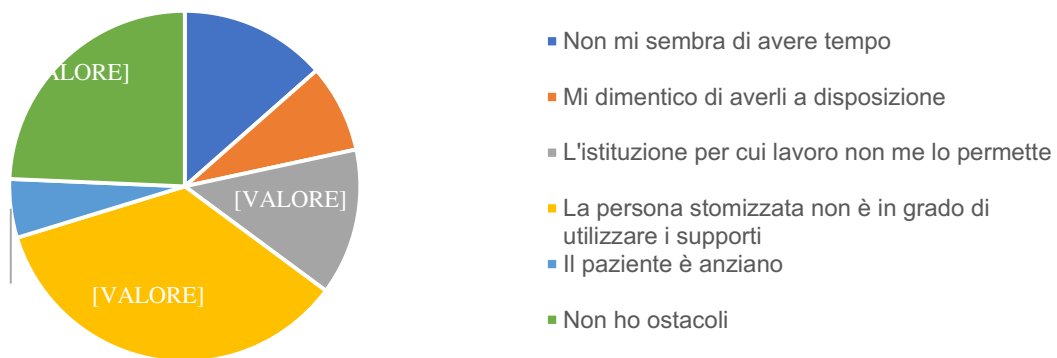 ALORE]
[VALORE]
[VALORE]
Non mi sembra di avere tempo
Mi dimentico di averli a disposizione
L'istituzione per cui lavoro non me lo permette
La persona stomizzata non è in grado di
utilizzare i supporti
Il paziente è anziano
Non ho ostacoli